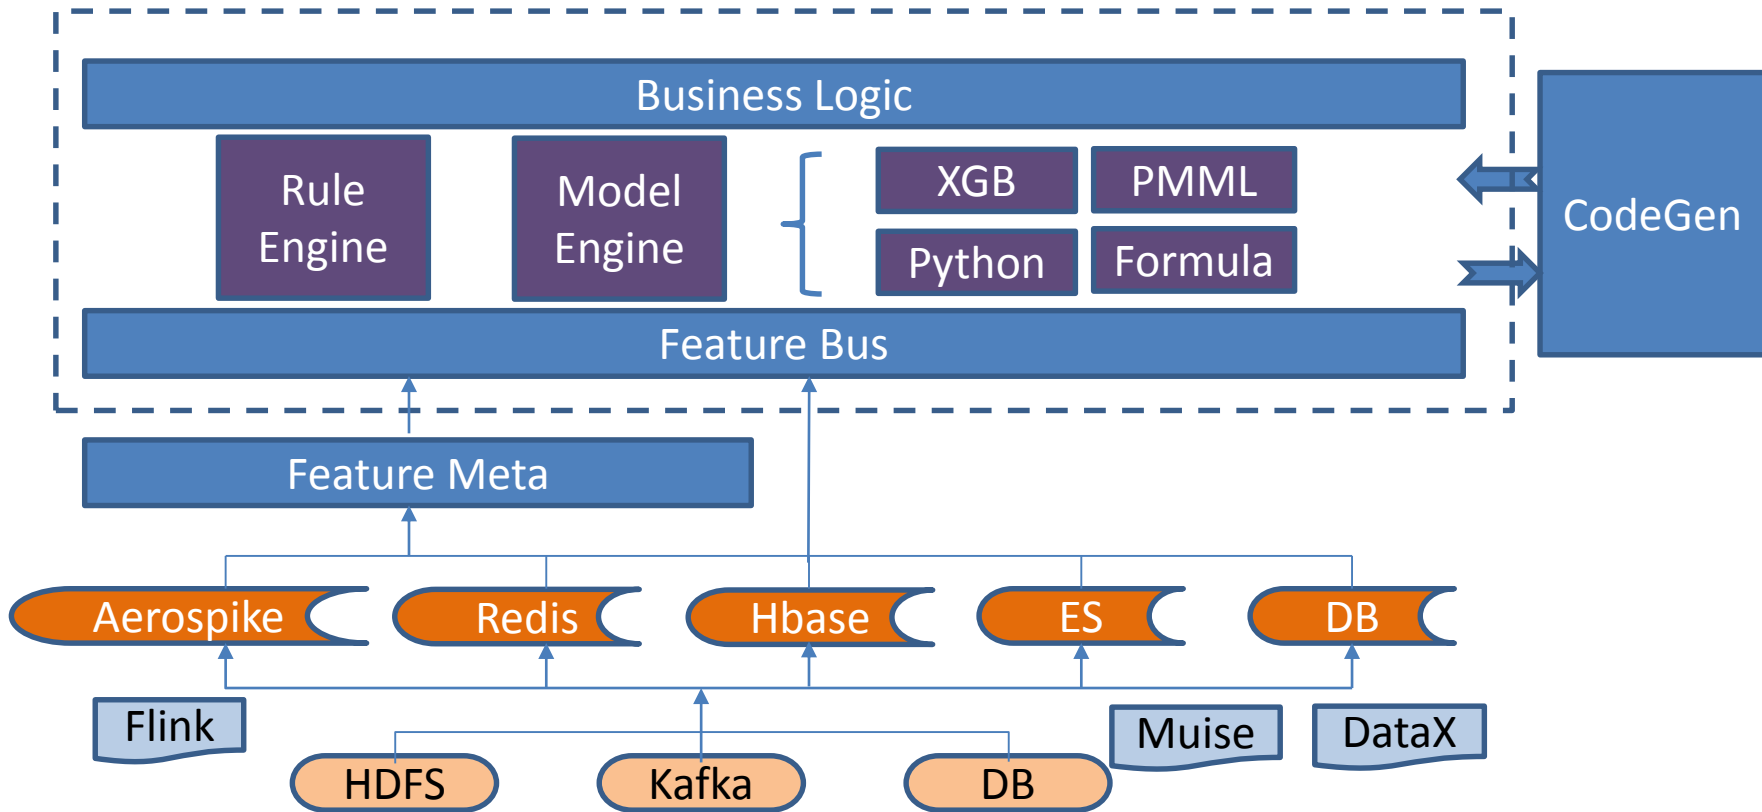 Business Logic
Rule
Engine
Model
Engine
XGB
PMML
Python
Formula
CodeGen
Feature Bus
Feature Meta
Aerospike
Redis
Hbase
ES
DB
Flink
Muise
DataX
HDFS
Kafka
DB